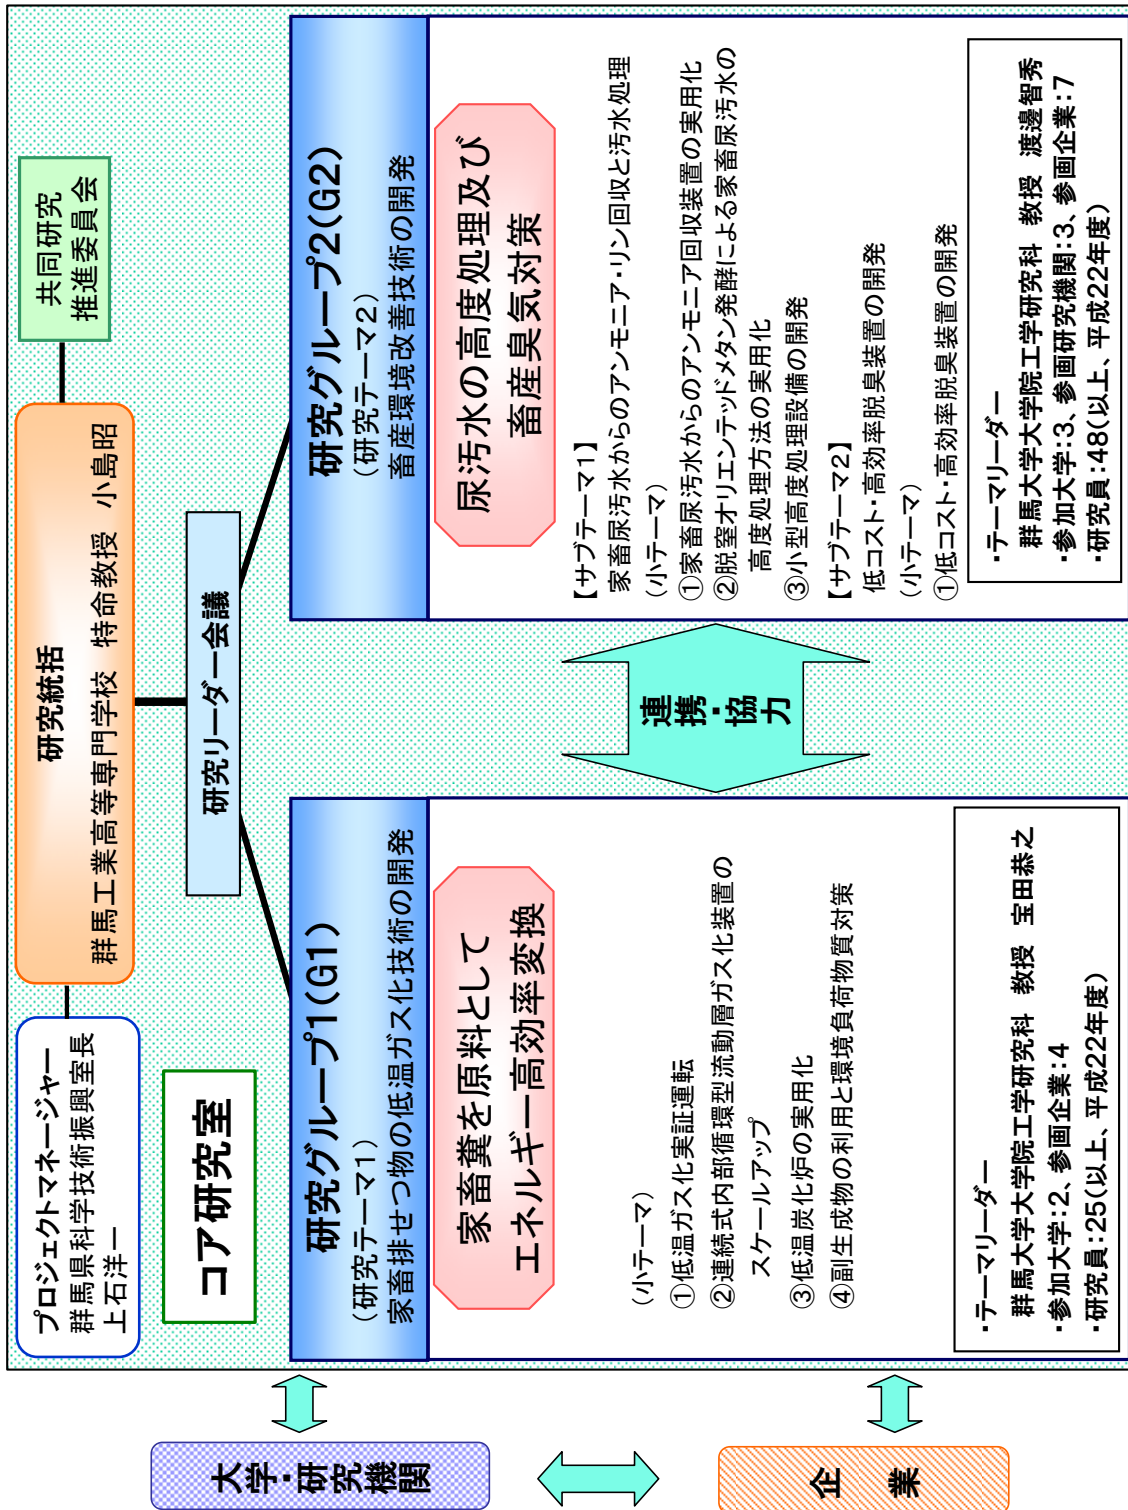 プロジェクトマネージャー
群馬県科学技術振興室長
上石洋一
研究統括
群馬工業高等専門学校　特命教授　小島昭
共同研究
推進委員会
コア研究室
研究リーダー会議
研究グループ1(G1)
(研究テーマ1)
家畜排せつ物の低温ガス化技術の開発
家畜糞を原料として
エネルギー高効率変換
(小テーマ)
①低温ガス化実証運転
②連続式内部循環型流動層ガス化装置の
スケールアップ
③低温炭化炉の実用化
④副生成物の利用と環境負荷物質対策
・テーマリーダー
群馬大学大学院工学研究科　教授　宝田恭之
・参加大学:2、参画企業:4
・研究員:25(以上、平成22年度)
連携・協力
研究グループ2(G2)
(研究テーマ2)
畜産環境改善技術の開発
尿汚水の高度処理及び
畜産臭気対策
【サブテーマ1】
家畜尿汚水からのアンモニア・リン回収と汚水処理
(小テーマ)
①家畜尿汚水からのアンモニア回収装置の実用化
②脱窒オリエンテッドメタン発酵による家畜尿汚水の
高度処理方法の実用化
③小型高度処理設備の開発
【サブテーマ2】
低コスト・高効率脱臭装置の開発
(小テーマ)
①低コスト・高効率脱臭装置の開発
・テーマリーダー
群馬大学大学院工学研究科　教授　渡邊智秀
・参加大学:3、参画研究機関:3、参画企業:7
・研究員:48(以上、平成22年度)
大学・研究機関
企業